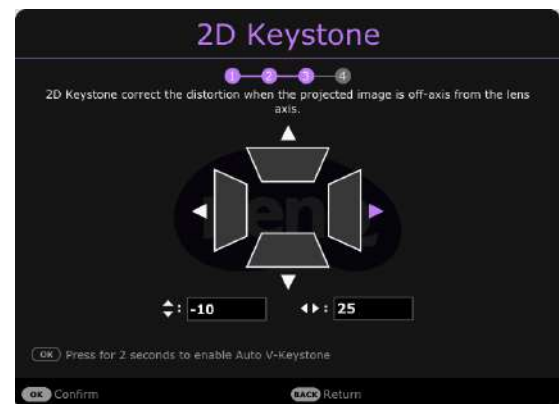 2D Keystone
1 2 3 4
2D Keystone correct the distortion when the projected image is off-axis from the lens
axis.
BenQ
: -10 : 25
OK Press for 2 seconds to enable Auto V-Keystone
OK Confirm BACK Return